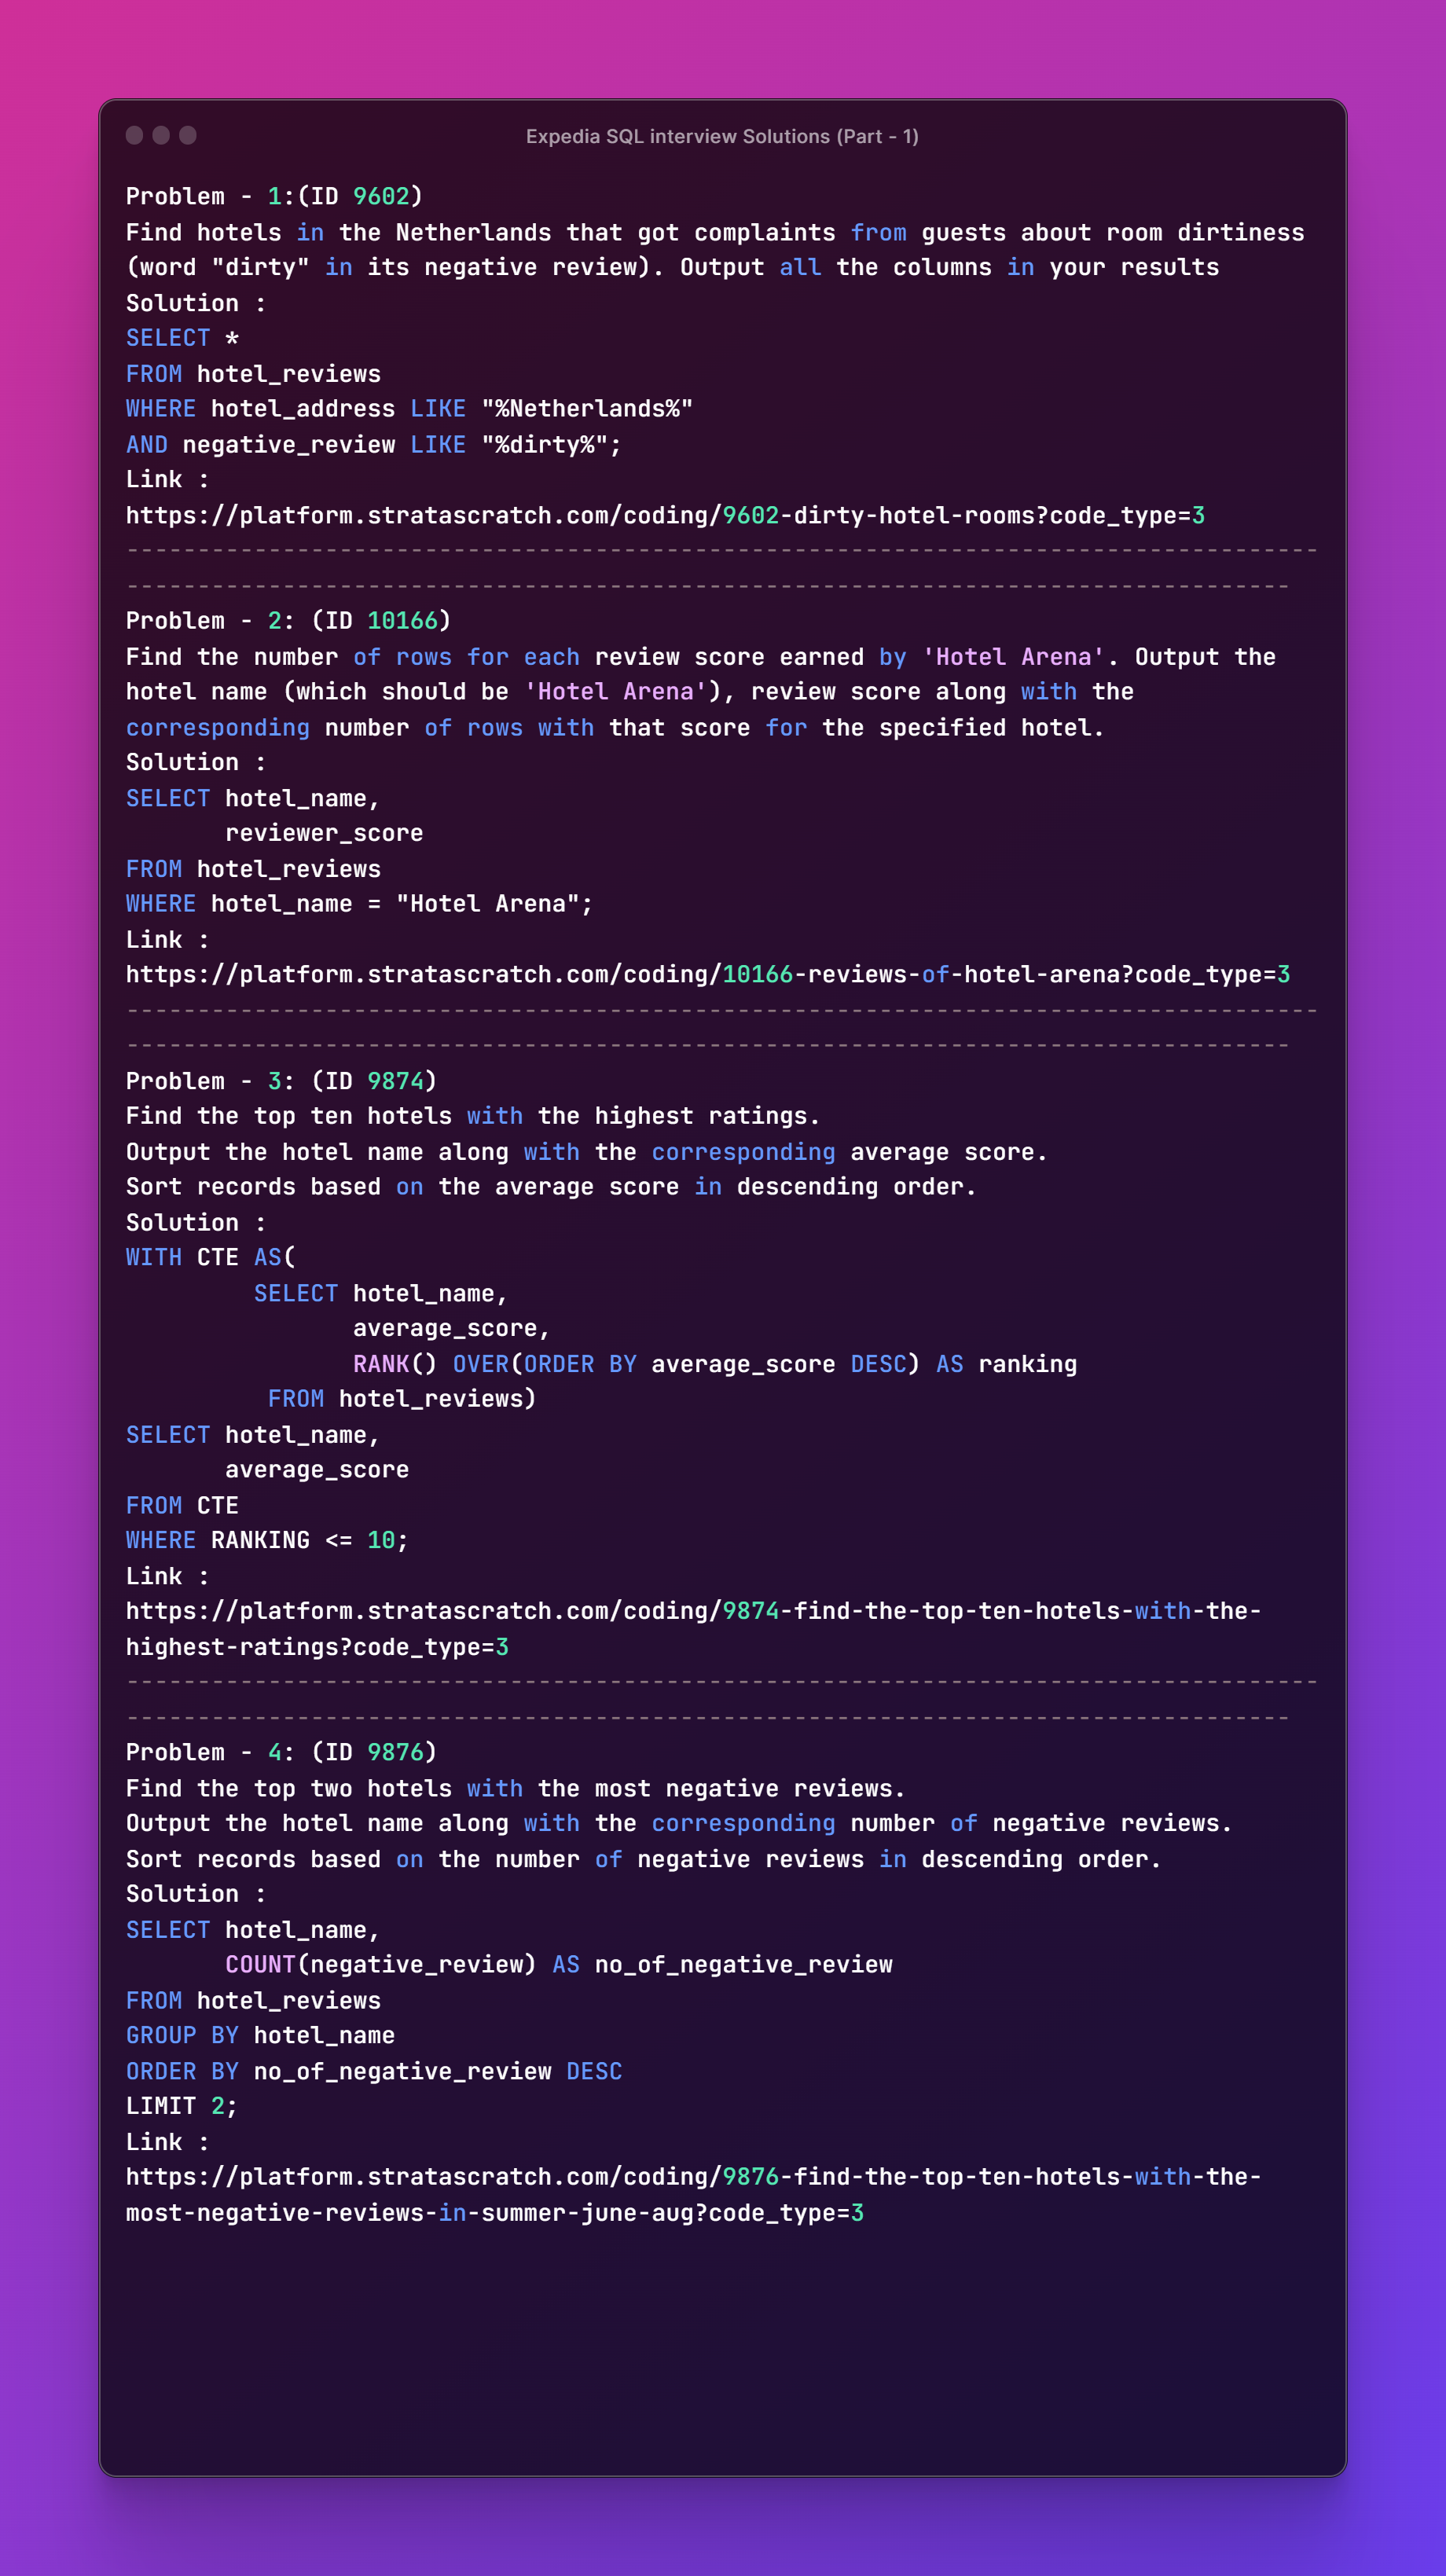 Expedia SQL interview Solutions (Part - 1)
Problem - 1:(ID 9602)
Find hotels in the Netherlands that got complaints from guests about room dirtiness
(word "dirty" in its negative review). Output all the columns in your results
Solution :
SELECT *
FROM hotel_reviews
WHERE hotel_address LIKE "%Netherlands%"
AND negative_review LIKE "%dirty%";
Link :
https://platform.stratascratch.com/coding/9602-dirty-hotel-rooms?code_type=3
------------------------------------------------------------------------------------
----------------------------------------------------------------------------------
Problem - 2: (ID 10166)
Find the number of rows for each review score earned by 'Hotel Arena'. Output the
hotel name (which should be 'Hotel Arena'), review score along with the
corresponding number of rows with that score for the specified hotel.
Solution :
SELECT hotel_name,
       reviewer_score
FROM hotel_reviews
WHERE hotel_name = "Hotel Arena";
Link :
https://platform.stratascratch.com/coding/10166-reviews-of-hotel-arena?code_type=3
------------------------------------------------------------------------------------
----------------------------------------------------------------------------------
Problem - 3: (ID 9874)
Find the top ten hotels with the highest ratings.
Output the hotel name along with the corresponding average score.
Sort records based on the average score in descending order.
Solution :
WITH CTE AS(
         SELECT hotel_name,
                average_score,
                RANK() OVER(ORDER BY average_score DESC) AS ranking
          FROM hotel_reviews)
SELECT hotel_name,
       average_score
FROM CTE
WHERE RANKING <= 10;
Link :
https://platform.stratascratch.com/coding/9874-find-the-top-ten-hotels-with-the-
highest-ratings?code_type=3
------------------------------------------------------------------------------------
----------------------------------------------------------------------------------
Problem - 4: (ID 9876)
Find the top two hotels with the most negative reviews.
Output the hotel name along with the corresponding number of negative reviews.
Sort records based on the number of negative reviews in descending order.
Solution :
SELECT hotel_name,
       COUNT(negative_review) AS no_of_negative_review
FROM hotel_reviews
GROUP BY hotel_name
ORDER BY no_of_negative_review DESC
LIMIT 2;
Link :
https://platform.stratascratch.com/coding/9876-find-the-top-ten-hotels-with-the-
most-negative-reviews-in-summer-june-aug?code_type=3